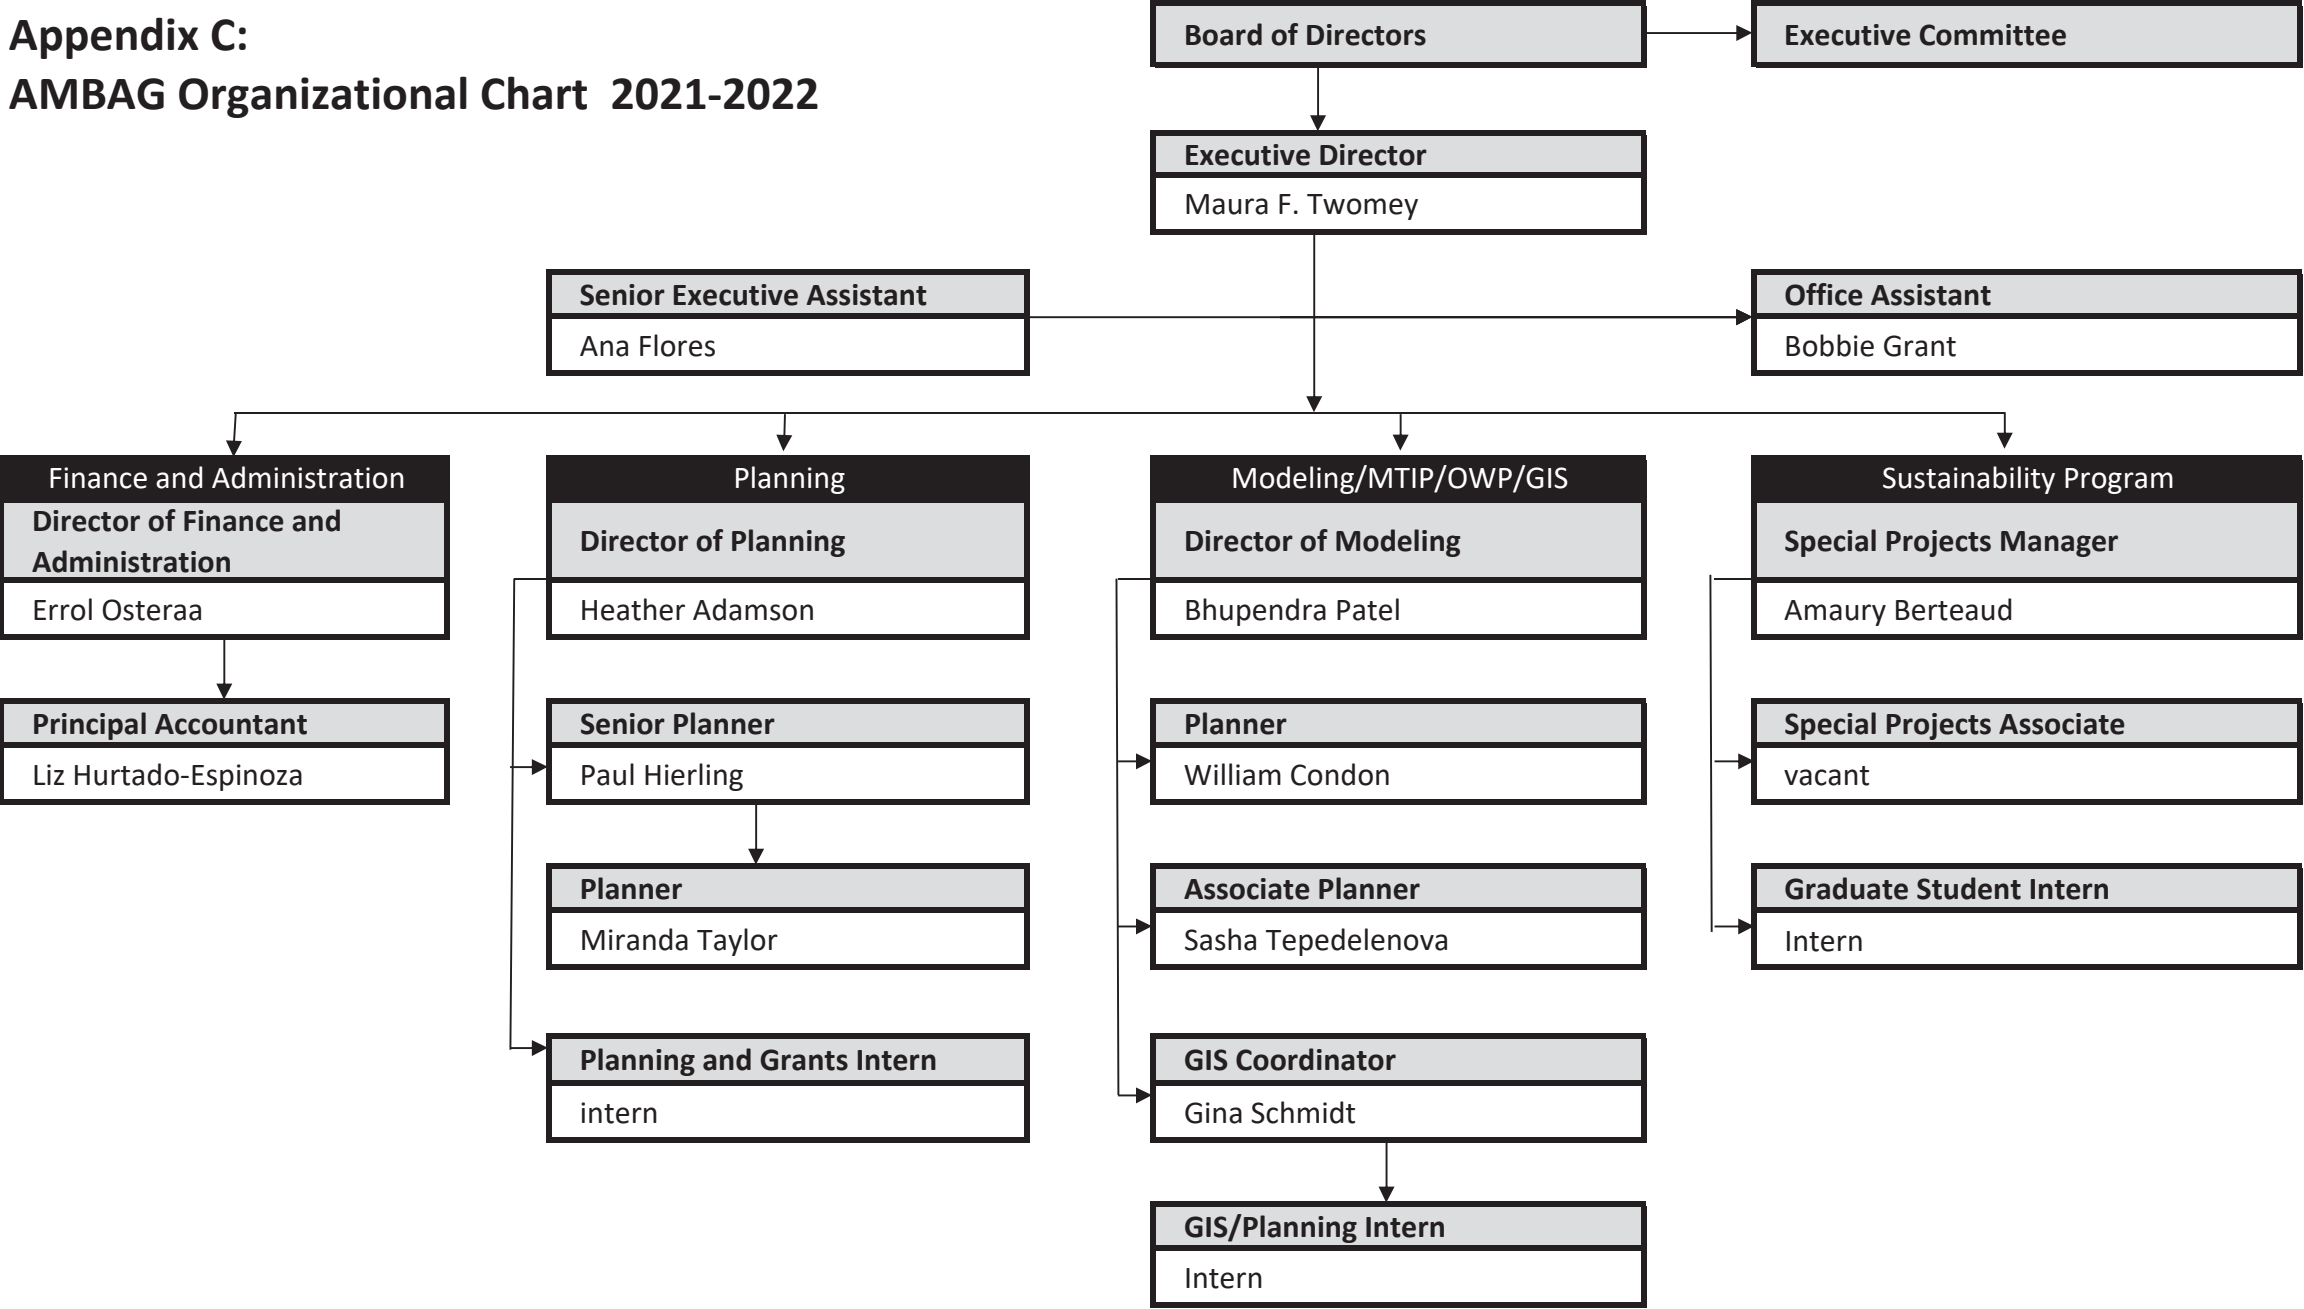 Appendix C:
AMBAG Organizational Chart 2021-2022
Board of Directors
Executive Committee
Executive Director
Maura F. Twomey
Senior Executive Assistant
Ana Flores
Office Assistant
Bobbie Grant
Finance and Administration
Director of Finance and
Administration
Errol Osteraa
Principal Accountant
Liz Hurtado-Espinoza
Planning
Director of Planning
Heather Adamson
Senior Planner
Paul Hierling
Planner
Miranda Taylor
Planning and Grants Intern
intern
Modeling/MTIP/OWP/GIS
Director of Modeling
Bhupendra Patel
Planner
William Condon
Associate Planner
Sasha Tepedelenova
GIS Coordinator
Gina Schmidt
GIS/Planning Intern
Intern
Sustainability Program
Special Projects Manager
Amaury Berteaud
Special Projects Associate
vacant
Graduate Student Intern
Intern